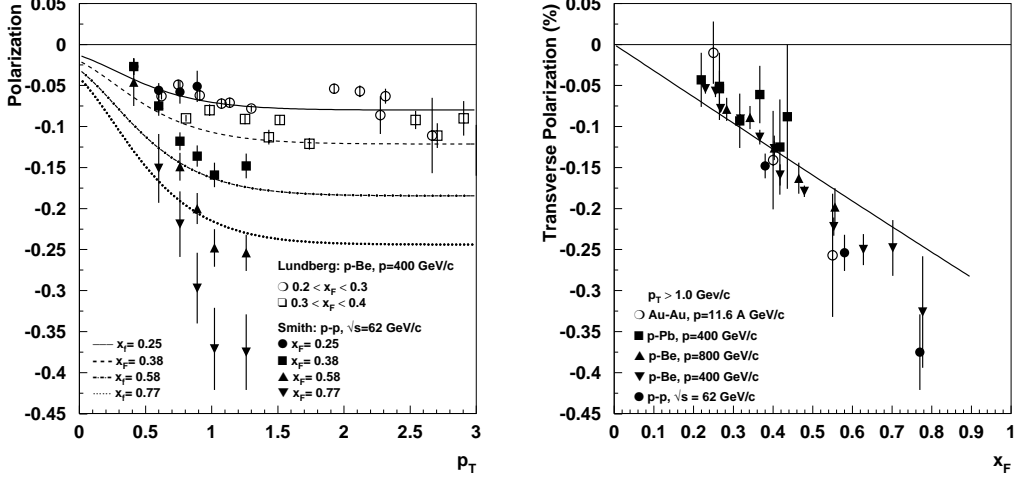 0.05
0
-0.05
-0.1
-0.15
-0.2
-0.25
-0.3
-0.35
-0.4
-0.45
Polarization
Lundberg: p-Be, p=400 GeV/c
0.2 < xF < 0.3
0.3 < xF < 0.4
Smith: p-p, √s=62 GeV/c
xF= 0.25
xF= 0.38
xF= 0.58
xF= 0.77
xf= 0.25
xF= 0.38
xf= 0.58
xf= 0.77
0 0.5 1 1.5 2 2.5 3
pT
0.05
0
-0.05
-0.1
-0.15
-0.2
-0.25
-0.3
-0.35
-0.4
-0.45
Transverse Polarization (%)
pT > 1.0 Gev/c
Au-Au, p=11.6 A GeV/c
p-Pb, p=400 GeV/c
p-Be, p=800 GeV/c
p-Be, p=400 GeV/c
p-p, √s = 62 GeV/c
0 0.1 0.2 0.3 0.4 0.5 0.6 0.7 0.8 0.9 1
xF